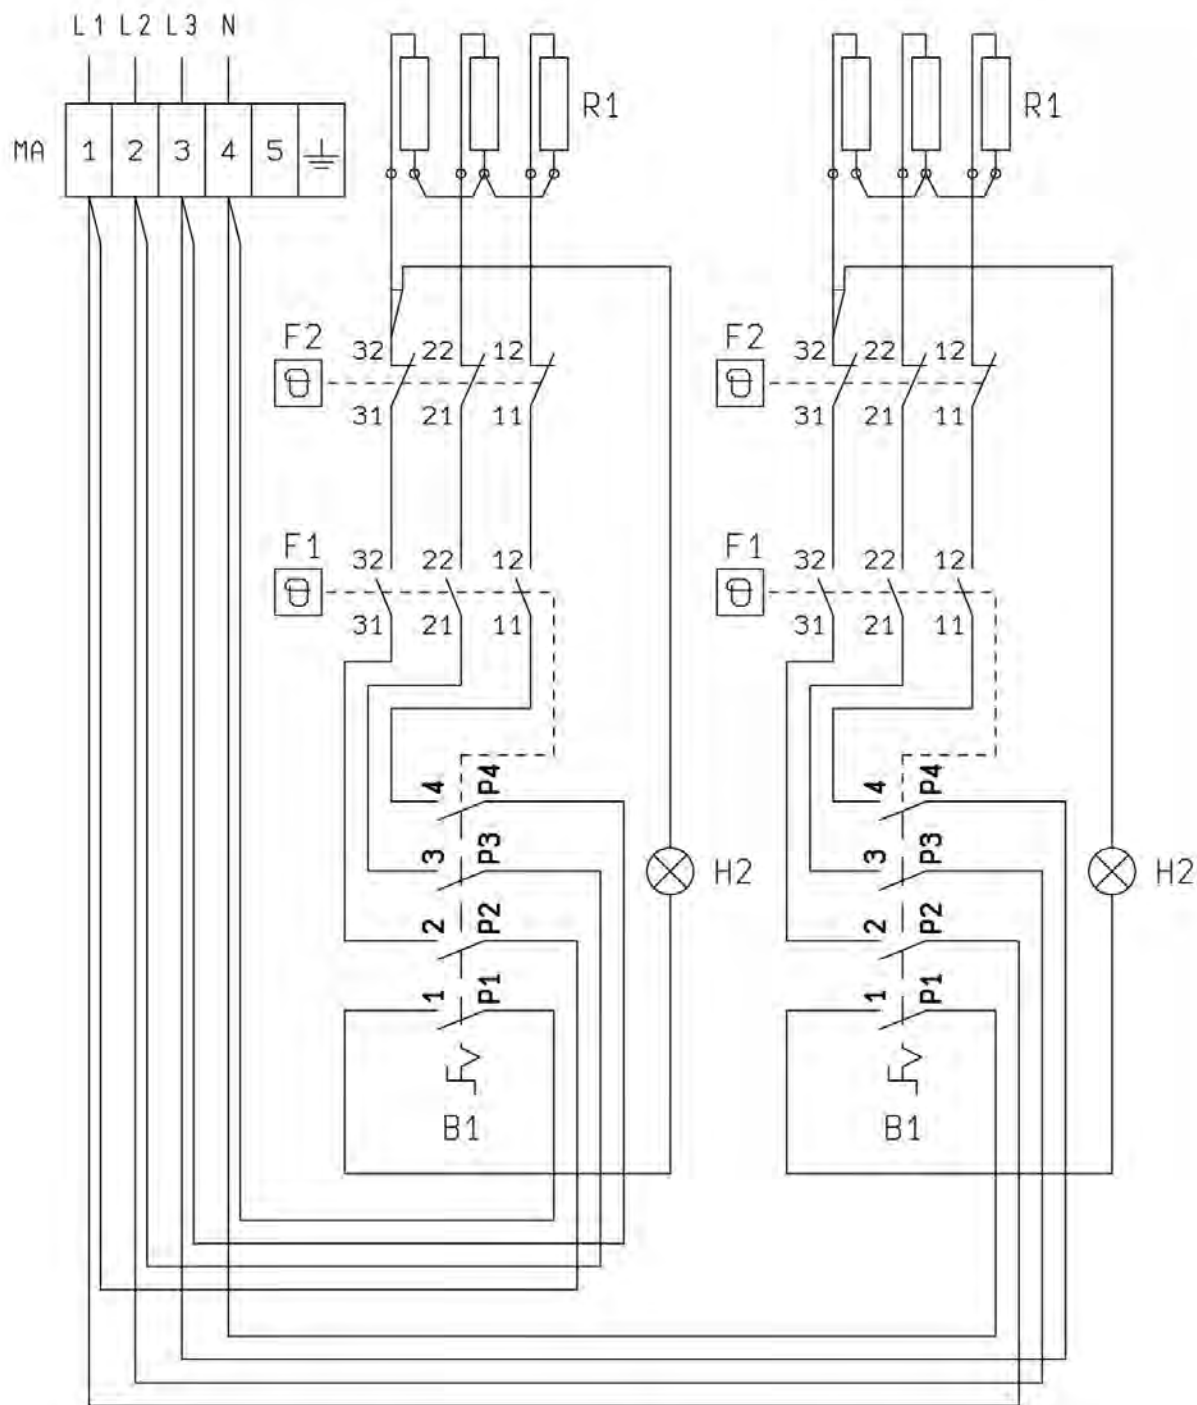 L1 L2 L3 N
R1 R1
MA 1 2 3 4 5
F2 32 22 12 F2 32 22 12
31 21 11 31 21 11
F1 32 22 12 F1 32 22 12
31 21 11 31 21 11
4 P4 4 P4
3 P3 H2 3 P3 H2
2 P2 2 P2
1 P1 1 P1
B1 B1